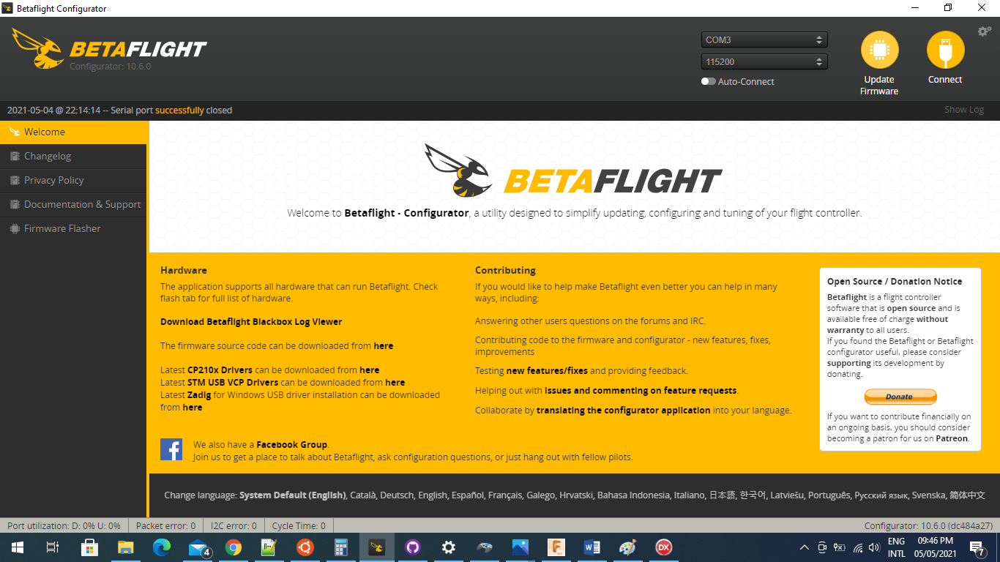 Betaflight Configurator
BETAFLIGHT
Configurator: 10.6.0
COM3
115200
Auto-Connect
Update
Firmware
Connect
2021-05-04 @ 22:14:14 -- Serial port successfully closed
Show Log
Welcome
Changelog
Privacy Policy
Documentation & Support
Firmware Flasher
BETAFLIGHT
Welcome to Betaflight - Configurator, a utility designed to simplify updating, configuring and tuning of your flight controller.
Hardware
The application supports all hardware that can run Betaflight. Check
flash tab for full list of hardware.
Download Betaflight Blackbox Log Viewer
The firmware source code can be downloaded from here
Latest CP210x Drivers can be downloaded from here
Latest STM USB VCP Drivers can be downloaded from here
Latest Zadig for Windows USB driver installation can be downloaded
from here
Contributing
If you would like to help make Betaflight even better you can help in many
ways, including:
Answering other users questions on the forums and IRC.
Contributing code to the firmware and configurator - new features, fixes,
improvements
Testing new features/fixes and providing feedback.
Helping out with issues and commenting on feature requests.
Collaborate by translating the configurator application into your language.
Open Source / Donation Notice
Betaflight is a flight controller
software that is open source and is
available free of charge without
warranty to all users.
If you found the Betaflight or Betaflight
configurator useful, please consider
supporting its development by
donating.
Donate
If you want to contribute financially on
an ongoing basis, you should consider
becoming a patron for us on Patreon.
We also have a Facebook Group.
Join us to get a place to talk about Betaflight, ask configuration questions, or just hang out with fellow pilots.
Change language: System Default (English), Català, Deutsch, English, Español, Français, Galego, Hrvatski, Bahasa Indonesia, Italiano, 日本語, 한국어, Latviešu, Português, Русский язык, Svenska, 简体中文
Port utilization: D: 0% U: 0%
Packet error: 0
I2C error: 0
Cycle Time: 0
Configurator: 10.6.0 (dc484a27)
4
DX
ENG
INTL
09:46 PM
05/05/2021
7